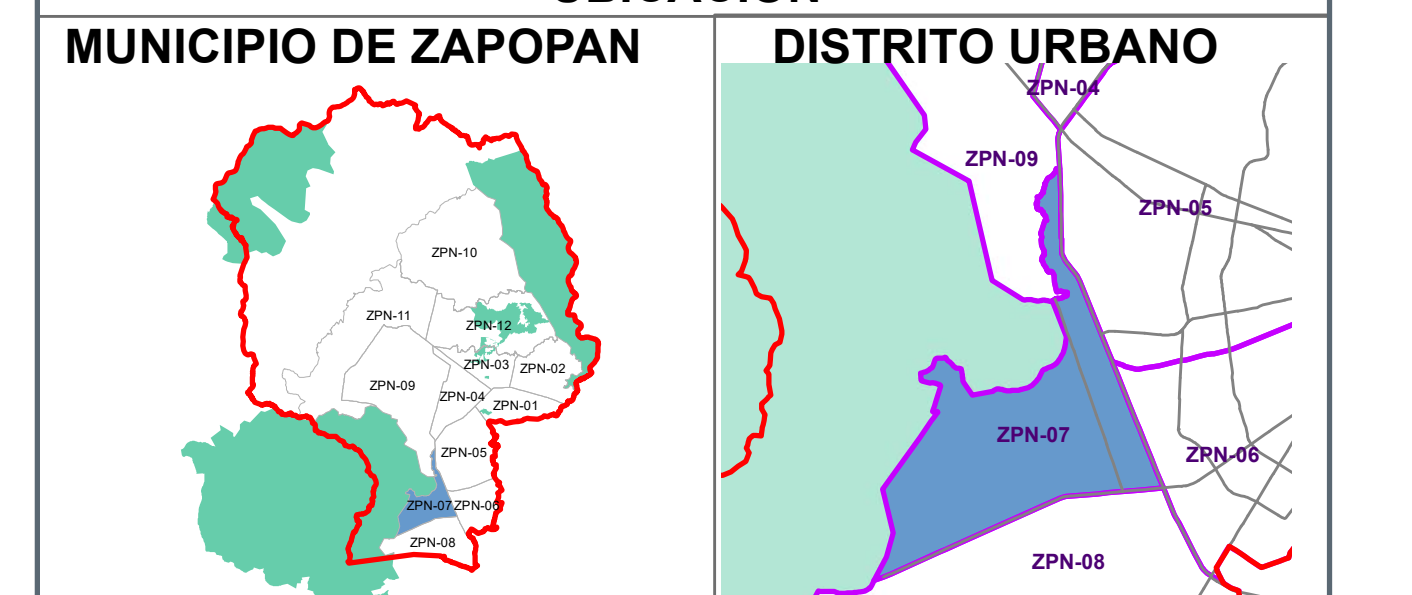 UBICACIÓN
MUNICIPIO DE ZAPOPAN
ZPN-10
ZPN-11
ZPN-12
ZPN-03
ZPN-02
ZPN-09
ZPN-04
ZPN-01
ZPN-05
ZPN-07
ZPN-06
ZPN-08
DISTRITO URBANO
ZPN-04
ZPN-09
ZPN-05
ZPN-07
ZPN-06
ZPN-08